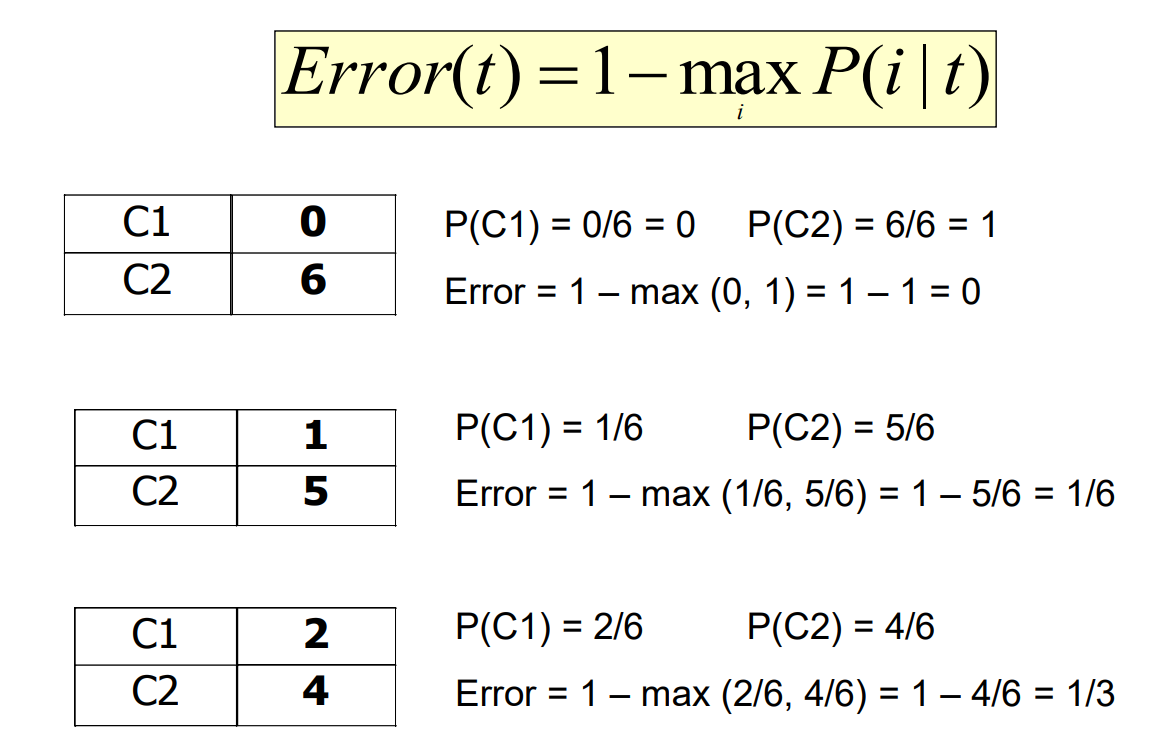 Error(t) = 1 − max P(i | t)
i
C1 0
C2 6
P(C1) = 0/6 = 0 P(C2) = 6/6 = 1
Error = 1 – max (0, 1) = 1 – 1 = 0
C1 1
C2 5
P(C1) = 1/6 P(C2) = 5/6
Error = 1 – max (1/6, 5/6) = 1 – 5/6 = 1/6
C1 2
C2 4
P(C1) = 2/6 P(C2) = 4/6
Error = 1 – max (2/6, 4/6) = 1 – 4/6 = 1/3